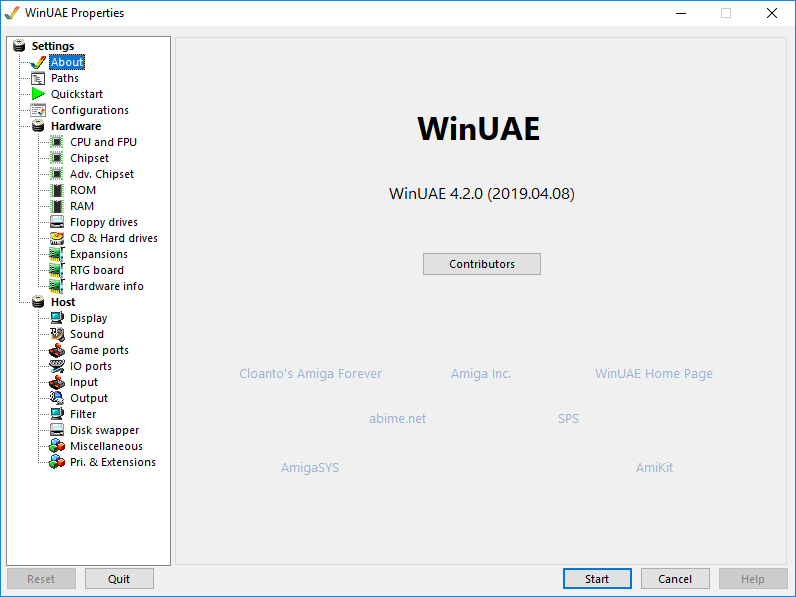 WinUAE Properties
Settings
About
Paths
Quickstart
Configurations
Hardware
CPU and FPU
Chipset
Adv. Chipset
ROM
RAM
Floppy drives
CD & Hard drives
Expansions
RTG board
Hardware info
Host
Display
Sound
Game ports
IO ports
Input
Output
Filter
Disk swapper
Miscellaneous
Pri. & Extensions
WinUAE
WinUAE 4.2.0 (2019.04.08)
Contributors
Cloanto's Amiga Forever Amiga Inc. WinUAE Home Page
abime.net SPS
AmigaSYS AmiKit
Reset Quit Start Cancel Help